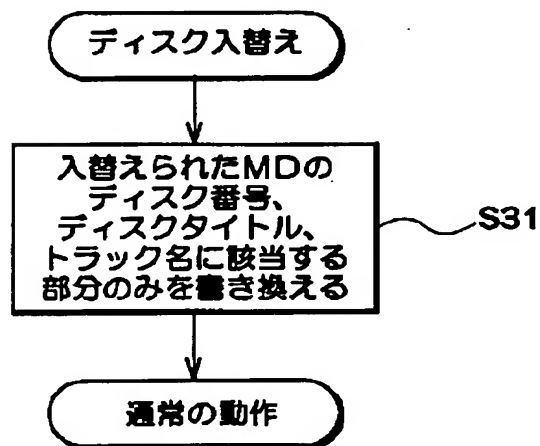 ディスク入替え
入替えられたMDの
ディスク番号、
ディスクタイトル、
トラック名に該当する
部分のみを書き換える
S31
通常の動作